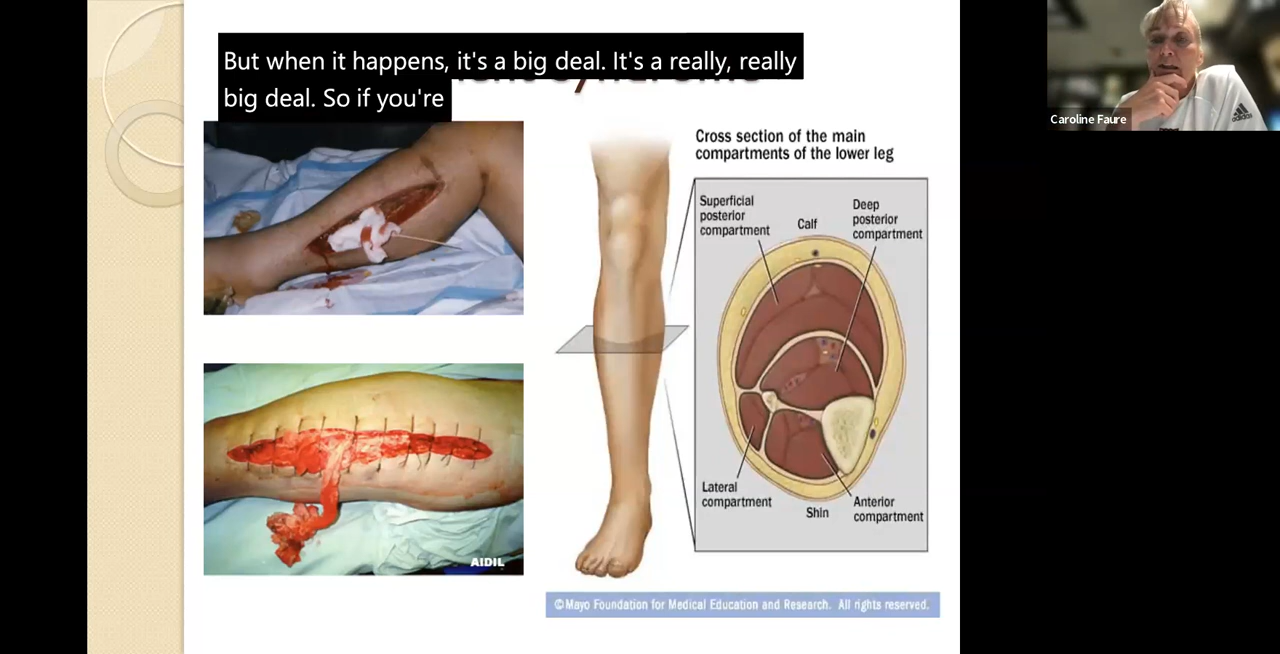 But when it happens, it's a big deal. It's a really, really
big deal. So if you're
Caroline Faure
adidas
Cross section of the main
compartments of the lower leg
Superficial
posterior
compartment
Calf
Deep
posterior
compartment
Lateral
compartment
Shin
Anterior
compartment
AIDIL
©Mayo Foundation for Medical Education and Research. All rights reserved.